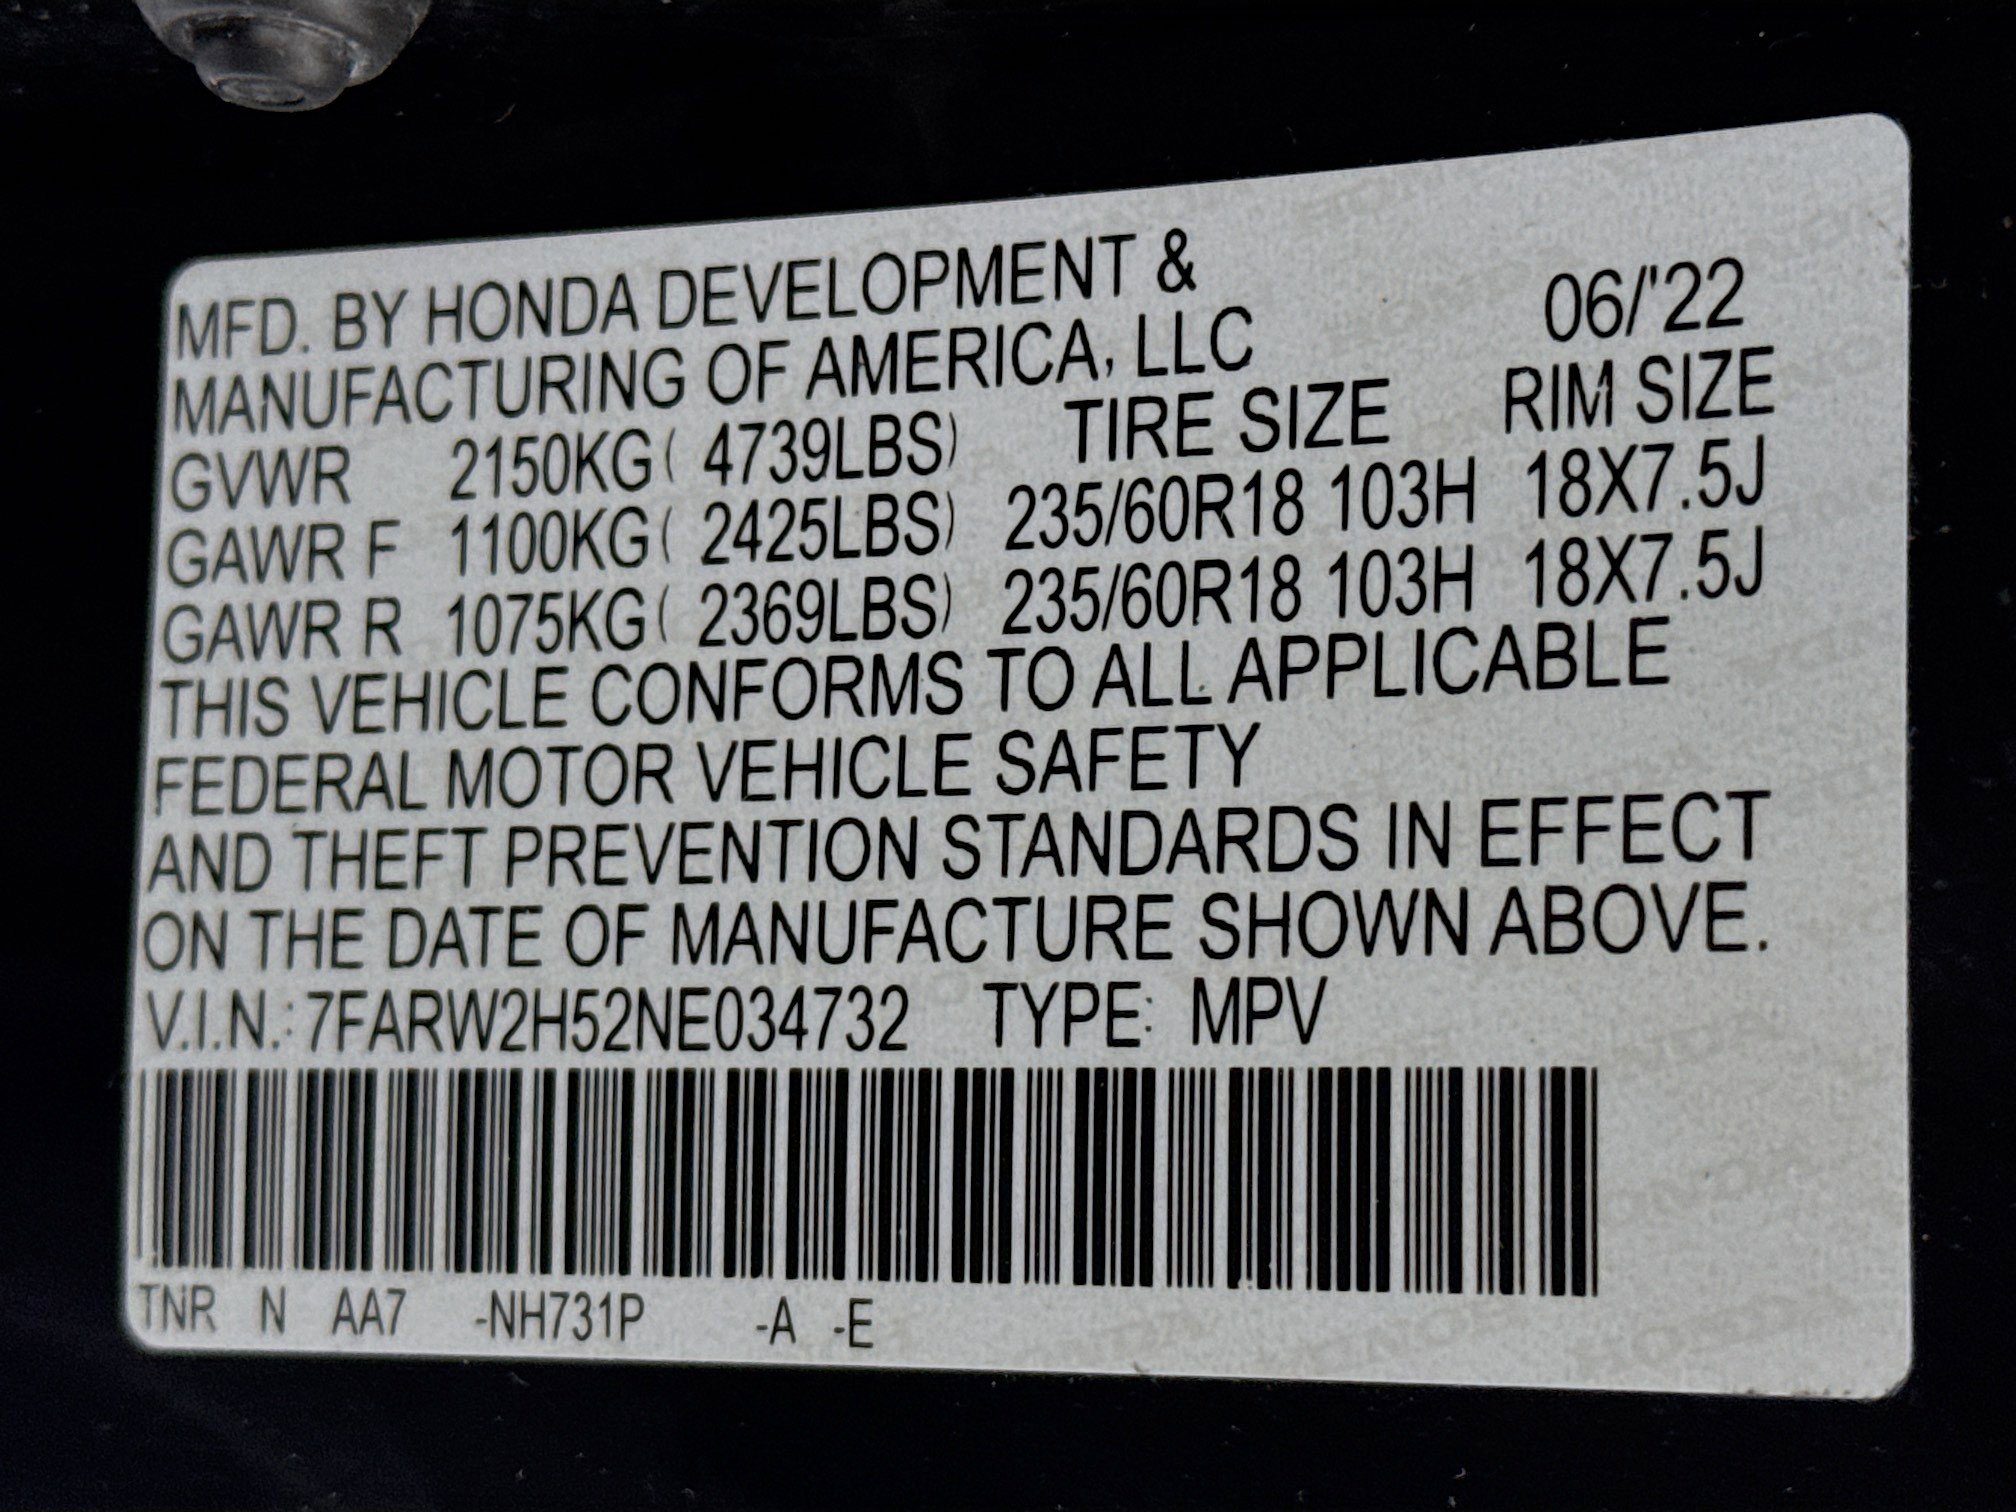 MFD. BY HONDA DEVELOPMENT &
MANUFACTURING OF AMERICA, LLC 06/'22
GVWR 2150KG( 4739LBS) TIRE SIZE RIM SIZE
GAWR F 1100KG( 2425LBS) 235/60R18 103H 18X7.5J
GAWR R 1075KG( 2369LBS) 235/60R18 103H 18X7.5J
THIS VEHICLE CONFORMS TO ALL APPLICABLE
FEDERAL MOTOR VEHICLE SAFETY
AND THEFT PREVENTION STANDARDS IN EFFECT
ON THE DATE OF MANUFACTURE SHOWN ABOVE.
V.I.N.: 7FARW2H52NE034732 TYPE: MPV
TNR N AA7 -NH731P -A -E